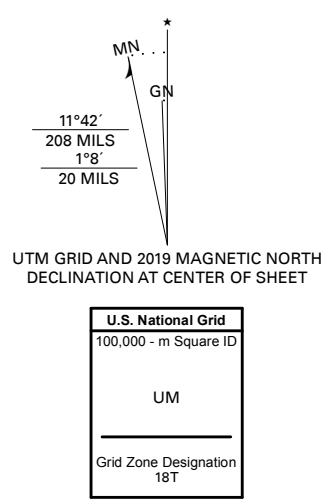 ★
MN
GN
11°42´
208 MILS
1°8´
20 MILS
UTM GRID AND 2019 MAGNETIC NORTH
DECLINATION AT CENTER OF SHEET
U.S. National Grid
100,000 - m Square ID
UM
Grid Zone Designation
18T